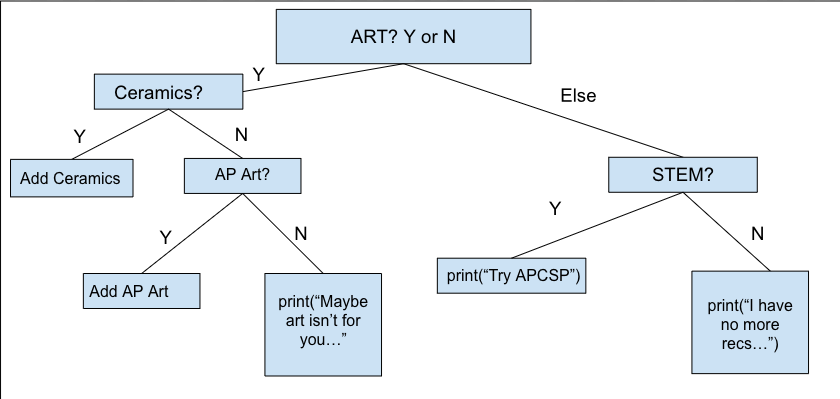 ART? Y or N
Y
Else
Ceramics?
Y
N
Add Ceramics
AP Art?
STEM?
Y
N
Y
N
Add AP Art
print(“Maybe
art isn’t for
you…”
print(“Try APCSP”)
print(“I have
no more
recs…”)